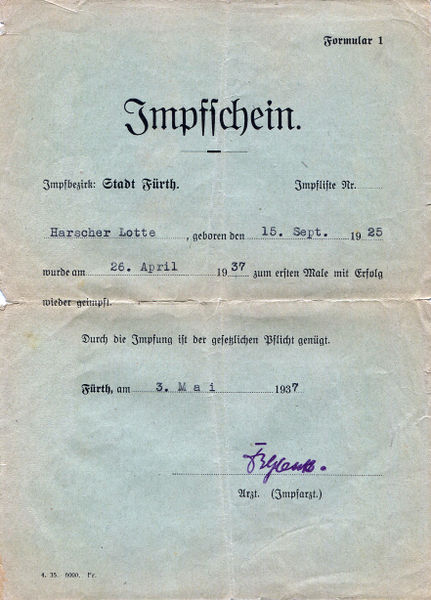 Formular 1
Impfschein.
Impfbezirk: Stadt Fürth. Impfliste Nr.
Harscher Lotte, geboren den 15. Sept. 1925
wurde am 26. April 1937 zum ersten Male mit Erfolg
wieder geimpft.
Durch die Impfung ist der gesetzlichen Pflicht genügt.
Fürth, am 3. Mai 1937
Arzt. (Impfarzt.)
4. 35. 6000. Fr.